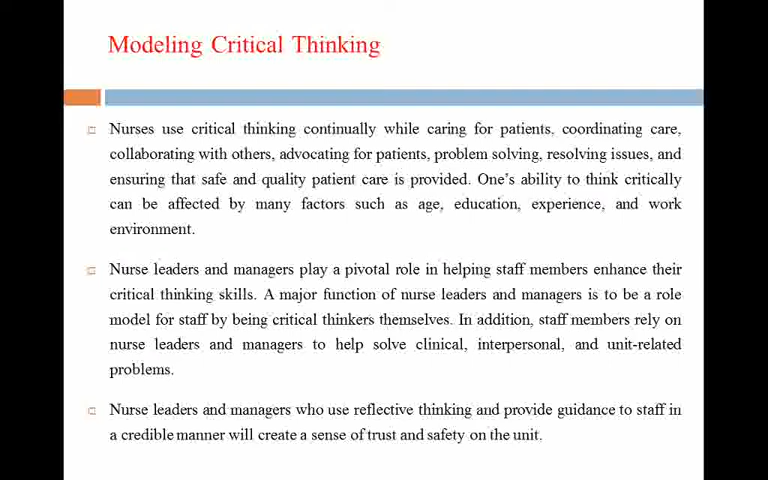 Modeling Critical Thinking
Nurses use critical thinking continually while caring for patients, coordinating care,
collaborating with others, advocating for patients, problem solving, resolving issues, and
ensuring that safe and quality patient care is provided. One's ability to think critically
can be affected by many factors such as age, education, experience, and work
environment.
Nurse leaders and managers play a pivotal role in helping staff members enhance their
critical thinking skills. A major function of nurse leaders and managers is to be a role
model for staff by being critical thinkers themselves. In addition, staff members rely on
nurse leaders and managers to help solve clinical, interpersonal, and unit-related
problems.
Nurse leaders and managers who use reflective thinking and provide guidance to staff in
a credible manner will create a sense of trust and safety on the unit.